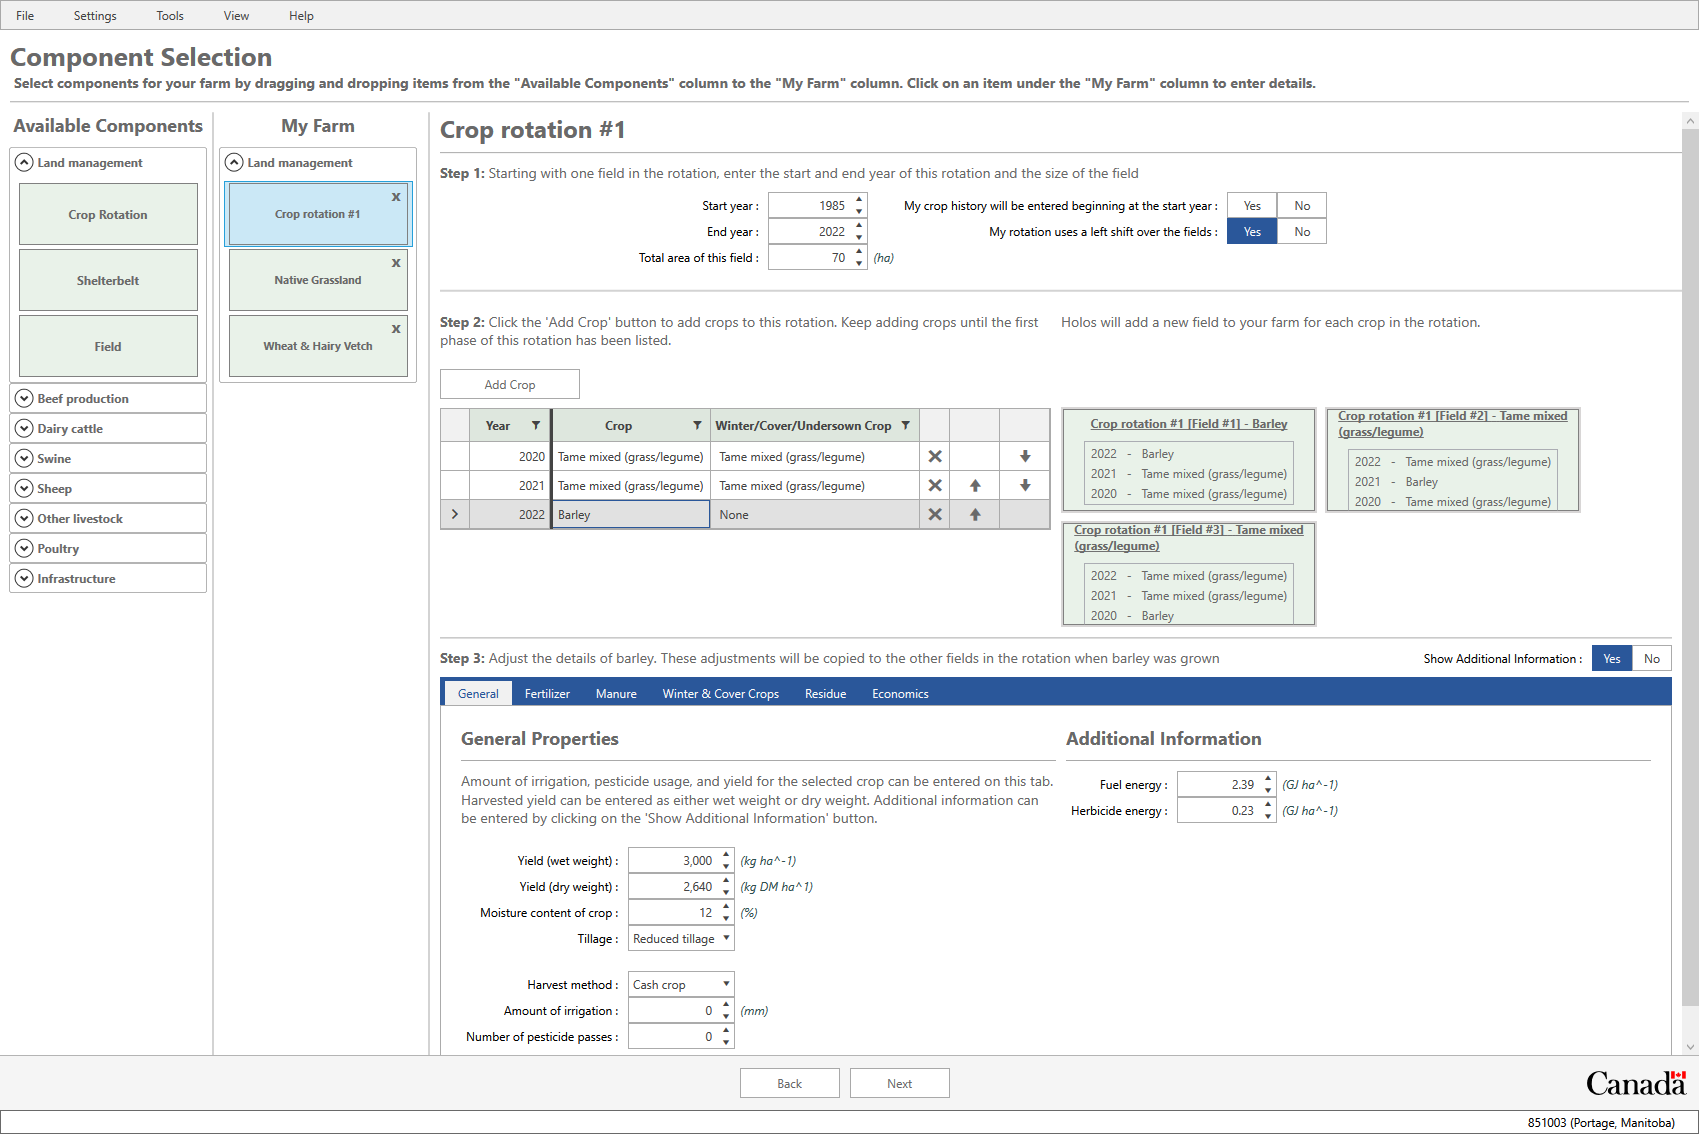 File Settings Tools View Help
Component Selection
Select components for your farm by dragging and dropping items from the "Available Components" column to the "My Farm" column. Click on an item under the "My Farm" column to enter details.
Available Components
Land management
Crop Rotation
Shelterbelt
Field
Beef production
Dairy cattle
Swine
Sheep
Other livestock
Poultry
Infrastructure
My Farm
Land management
Crop rotation #1 x
Native Grassland x
Wheat & Hairy Vetch x
Crop rotation #1
Step 1: Starting with one field in the rotation, enter the start and end year of this rotation and the size of the field
Start year : 1985 My crop history will be entered beginning at the start year : Yes No
End year : 2022 My rotation uses a left shift over the fields : Yes No
Total area of this field : 70 (ha)
Step 2: Click the 'Add Crop' button to add crops to this rotation. Keep adding crops until the first
phase of this rotation has been listed.
Holos will add a new field to your farm for each crop in the rotation.
Add Crop
Year Crop Winter/Cover/Undersown Crop
2020 Tame mixed (grass/legume) Tame mixed (grass/legume)
2021 Tame mixed (grass/legume) Tame mixed (grass/legume)
2022 Barley None
Crop rotation #1 [Field #1] - Barley
2022 - Barley
2021 - Tame mixed (grass/legume)
2020 - Tame mixed (grass/legume)
Crop rotation #1 [Field #2] - Tame mixed
(grass/legume)
2022 - Tame mixed (grass/legume)
2021 - Barley
2020 - Tame mixed (grass/legume)
Crop rotation #1 [Field #3] - Tame mixed
(grass/legume)
2022 - Tame mixed (grass/legume)
2021 - Tame mixed (grass/legume)
2020 - Barley
Step 3: Adjust the details of barley. These adjustments will be copied to the other fields in the rotation when barley was grown
Show Additional Information : Yes No
General Fertilizer Manure Winter & Cover Crops Residue Economics
General Properties
Amount of irrigation, pesticide usage, and yield for the selected crop can be entered on this tab.
Harvested yield can be entered as either wet weight or dry weight. Additional information can
be entered by clicking on the 'Show Additional Information' button.
Yield (wet weight) : 3,000 (kg ha^-1)
Yield (dry weight) : 2,640 (kg DM ha^1)
Moisture content of crop : 12 (%)
Tillage : Reduced tillage
Harvest method : Cash crop
Amount of irrigation : 0 (mm)
Number of pesticide passes : 0
Additional Information
Fuel energy : 2.39 (GJ ha^-1)
Herbicide energy : 0.23 (GJ ha^-1)
Back Next
Canada
851003 (Portage, Manitoba)